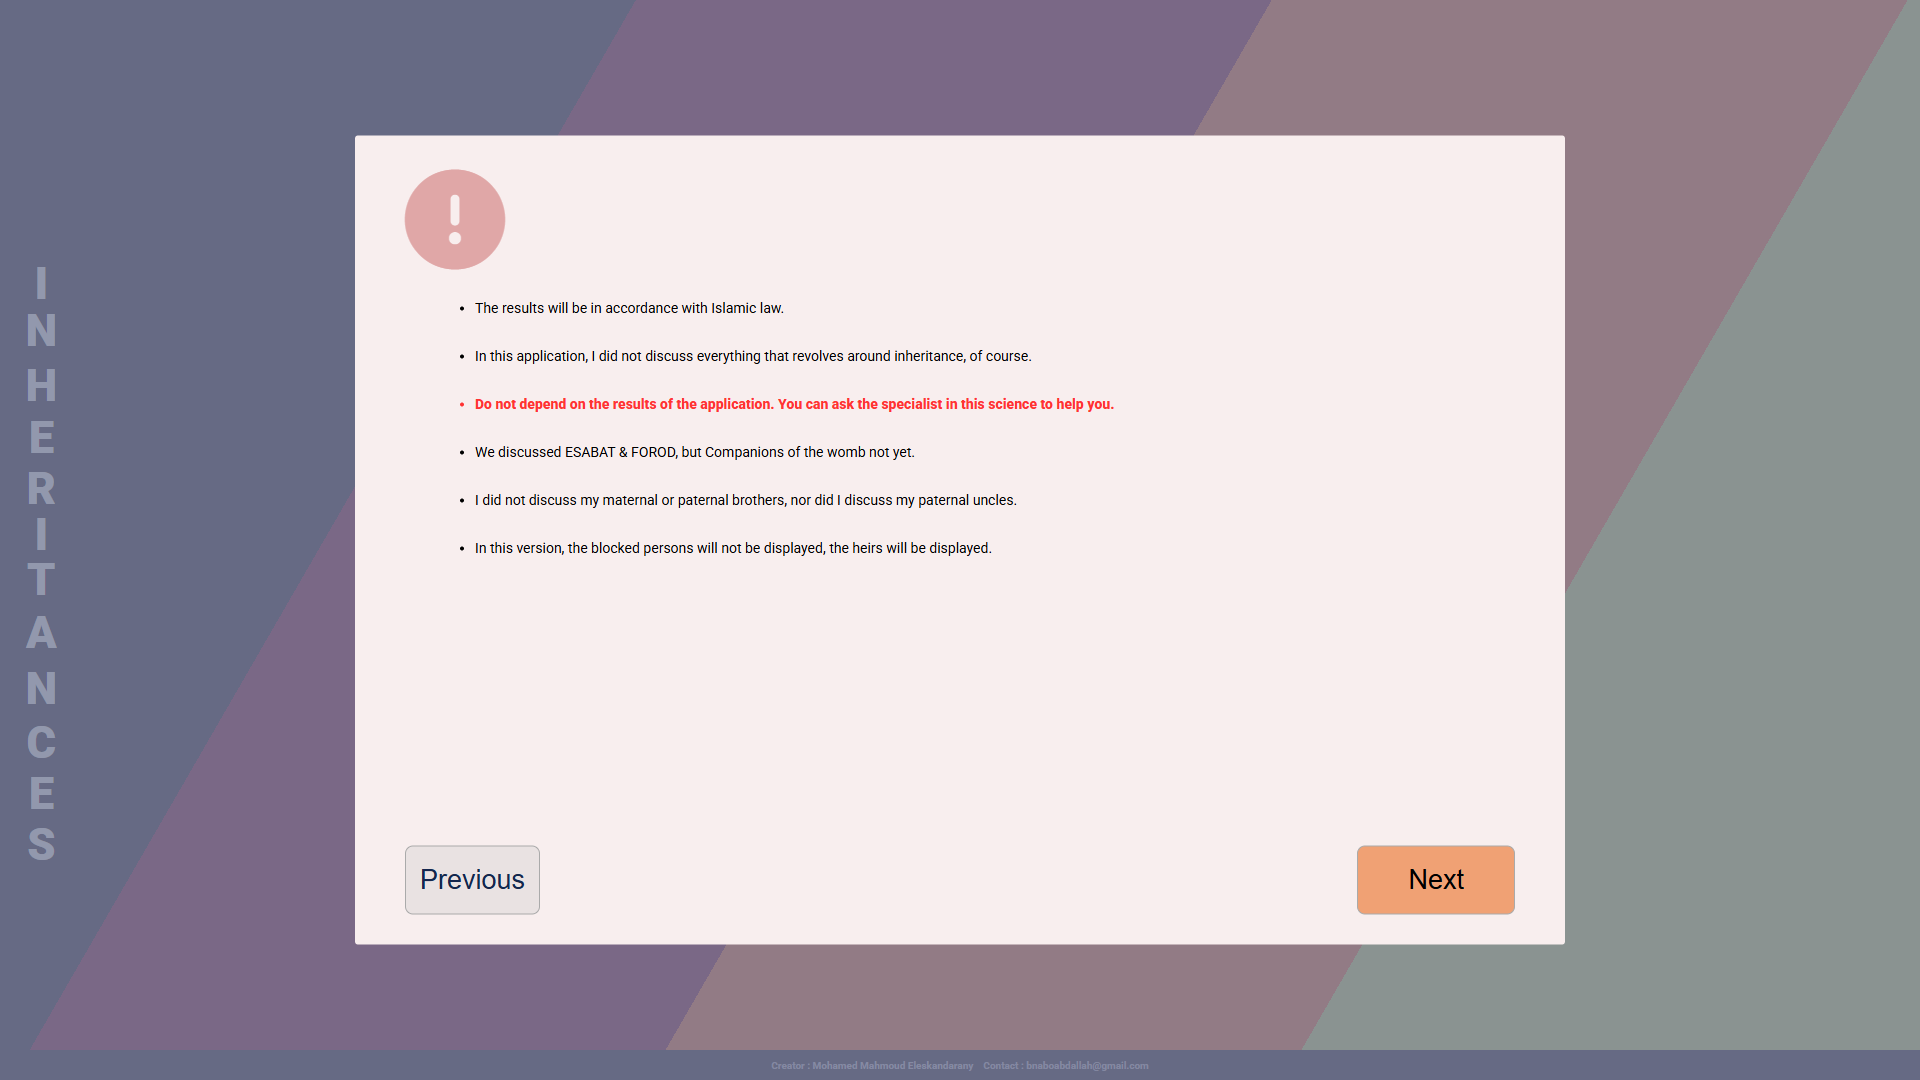 INHERITANCES
• The results will be in accordance with Islamic law.
• In this application, I did not discuss everything that revolves around inheritance, of course.
• Do not depend on the results of the application. You can ask the specialist in this science to help you.
• We discussed ESABAT & FOROD, but Companions of the womb not yet.
• I did not discuss my maternal or paternal brothers, nor did I discuss my paternal uncles.
• In this version, the blocked persons will not be displayed, the heirs will be displayed.
Previous
Next
Creator : Mohamed Mahmoud Eleskandarany Contact : bnaboabdallah@gmail.com